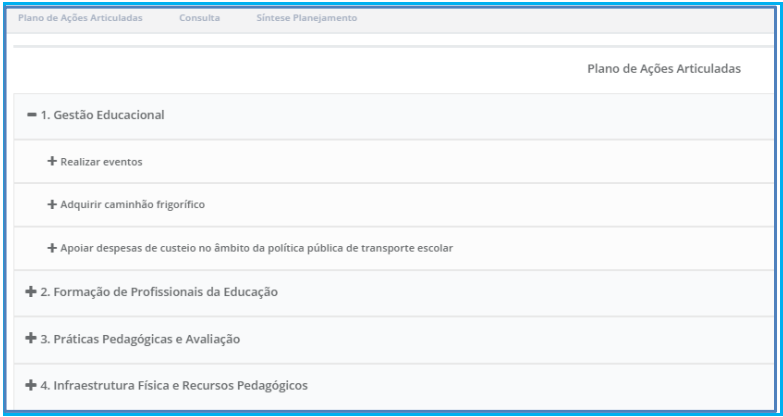 Plano de Ações Articuladas Consulta Síntese Planejamento
Plano de Ações Articuladas
1. Gestão Educacional
Realizar eventos
Adquirir caminhão frigorífico
Apoiar despesas de custeio no âmbito da política pública de transporte escolar
2. Formação de Profissionais da Educação
3. Práticas Pedagógicas e Avaliação
4. Infraestrutura Física e Recursos Pedagógicos